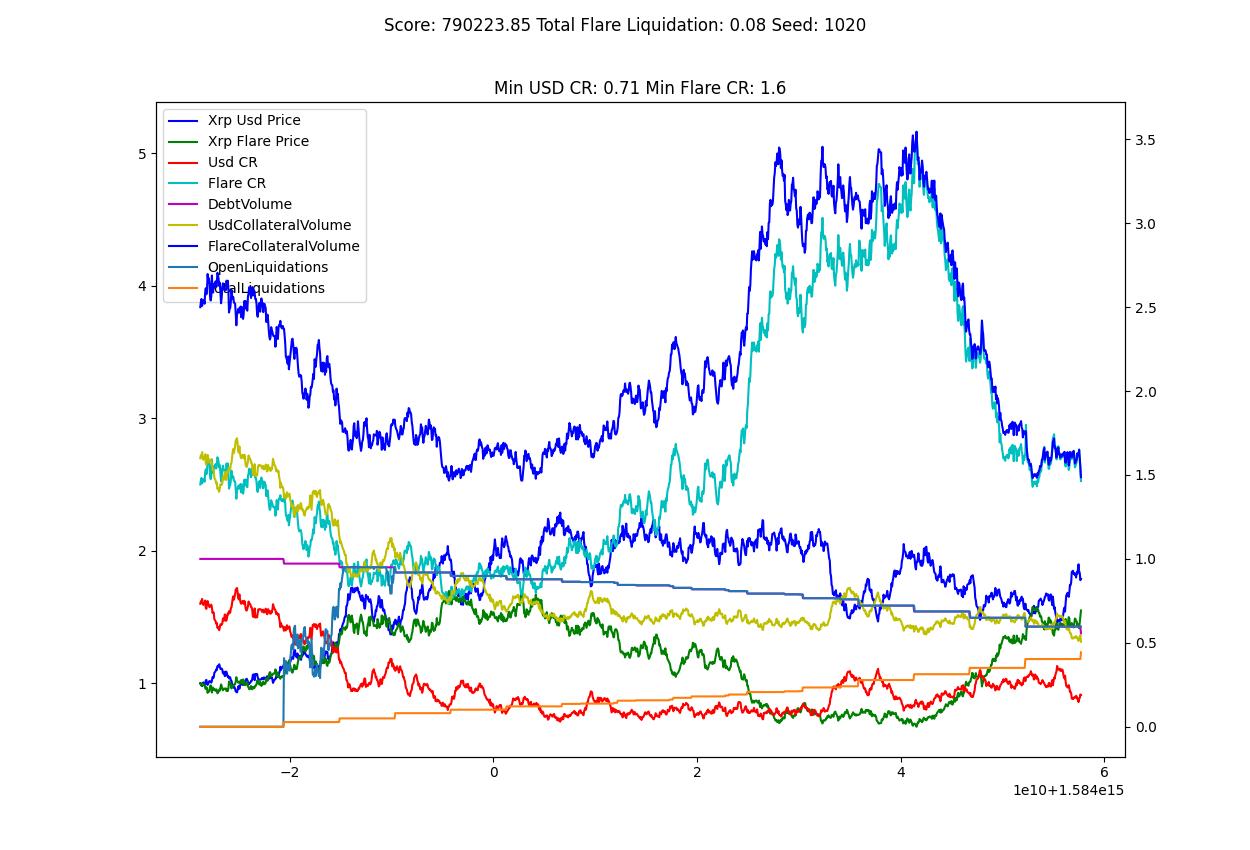 Score: 790223.85 Total Flare Liquidation: 0.08 Seed: 1020
Min USD CR: 0.71 Min Flare CR: 1.6
Xrp Usd Price
Xrp Flare Price
Usd CR
Flare CR
DebtVolume
UsdCollateralVolume
FlareCollateralVolume
OpenLiquidations
TotalLiquidations
5
4
3
2
1
3.5
3.0
2.5
2.0
1.5
1.0
0.5
0.0
−2
0
2
4
6
1e10+1.584e15